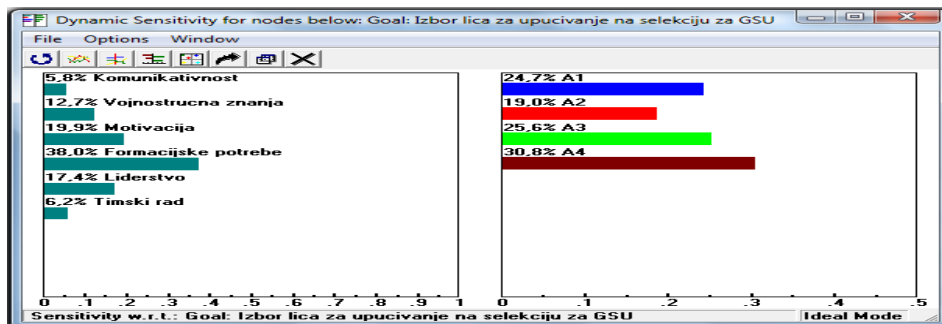 Dynamic Sensitivity for nodes below: Goal: Izbor lica za upucivanje na selekciju za GSU
File Options Window
5,8% Komunikativnost
12,7% Vojnostrucna znanja
19,9% Motivacija
38,0% Formacijske potrebe
17,4% Liderstvo
6,2% Timski rad
0 .1 .2 .3 .4 .5 .6 .7 .8 .9 1
24,7% A1
19,0% A2
25,6% A3
30,8% A4
0 .1 .2 .3 .4 .5
Sensitivity w.r.t.: Goal: Izbor lica za upucivanje na selekciju za GSU
Ideal Mode